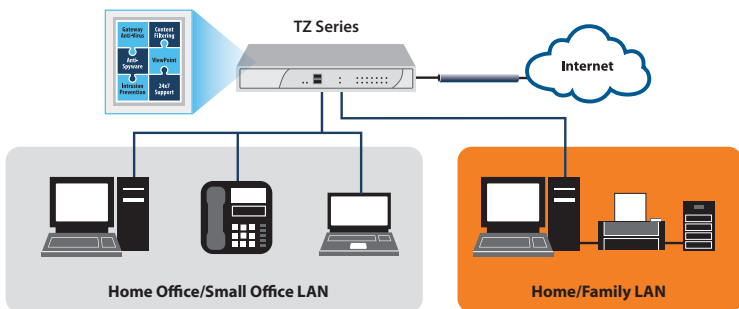 TZ Series
Gateway
Anti-Virus
Content
Filtering
Anti-
Spyware
ViewPoint
Intrusion
Prevention
24x7
Support
Internet
Home Office/Small Office LAN
Home/Family LAN